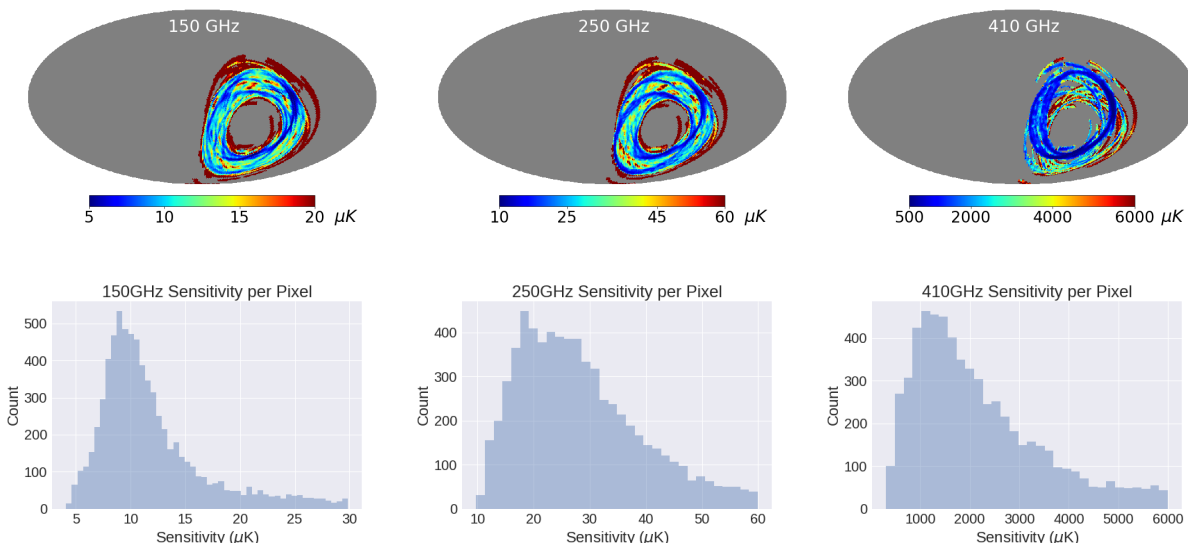 150 GHz
250 GHz
410 GHz
5 10 15 20 μK
10 25 45 60 μK
500 2000 4000 6000 μK
150GHz Sensitivity per Pixel
250GHz Sensitivity per Pixel
410GHz Sensitivity per Pixel
Count
500
400
300
200
100
0
5 10 15 20 25 30
Sensitivity (μK)
Count
400
300
200
100
0
10 20 30 40 50 60
Sensitivity (μK)
Count
400
300
200
100
0
1000 2000 3000 4000 5000 6000
Sensitivity (μK)